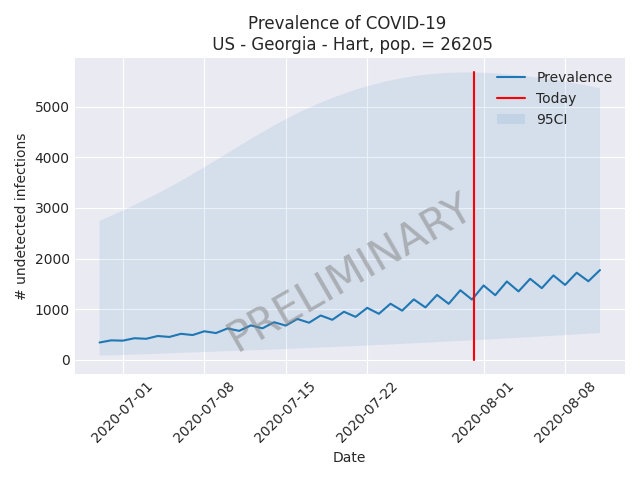 Prevalence of COVID-19
US - Georgia - Hart, pop. = 26205
Prevalence
Today
95CI
# undetected infections
5000
4000
3000
2000
1000
0
PRELIMINARY
2020-07-01
2020-07-08
2020-07-15
2020-07-22
2020-08-01
2020-08-08
Date